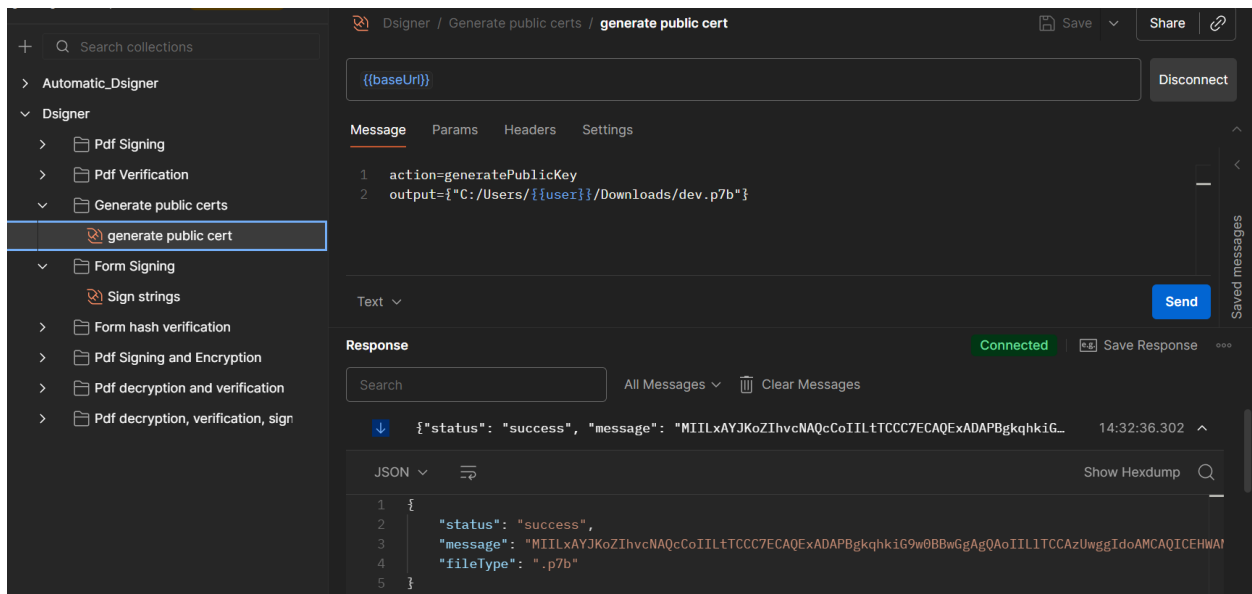 Dsigner / Generate public certs / generate public cert
Save
Share
Search collections
Automatic_Dsigner
Dsigner
Pdf Signing
Pdf Verification
Generate public certs
generate public cert
Form Signing
Sign strings
Form hash verification
Pdf Signing and Encryption
Pdf decryption and verification
Pdf decryption, verification, sign
{{baseUrl}}
Disconnect
Message Params Headers Settings
1 action=generatePublicKey
2 output={"C:/Users/{{user}}/Downloads/dev.p7b"}
Saved messages
Text
Send
Response
Connected
Save Response
Search
All Messages
Clear Messages
{"status": "success", "message": "MIILxAYJKoZIhvcNAQcCoIILtTCCC7ECAQExADAPBgkqhkiG…
14:32:36.302
JSON
Show Hexdump
1 {
2 "status": "success",
3 "message": "MIILxAYJKoZIhvcNAQcCoIILtTCCC7ECAQExADAPBgkqhkiG9w0BBwGgAgQAoIILlTCCAzUwggIdoAMCAQICEHWA
4 "fileType": ".p7b"
5 }